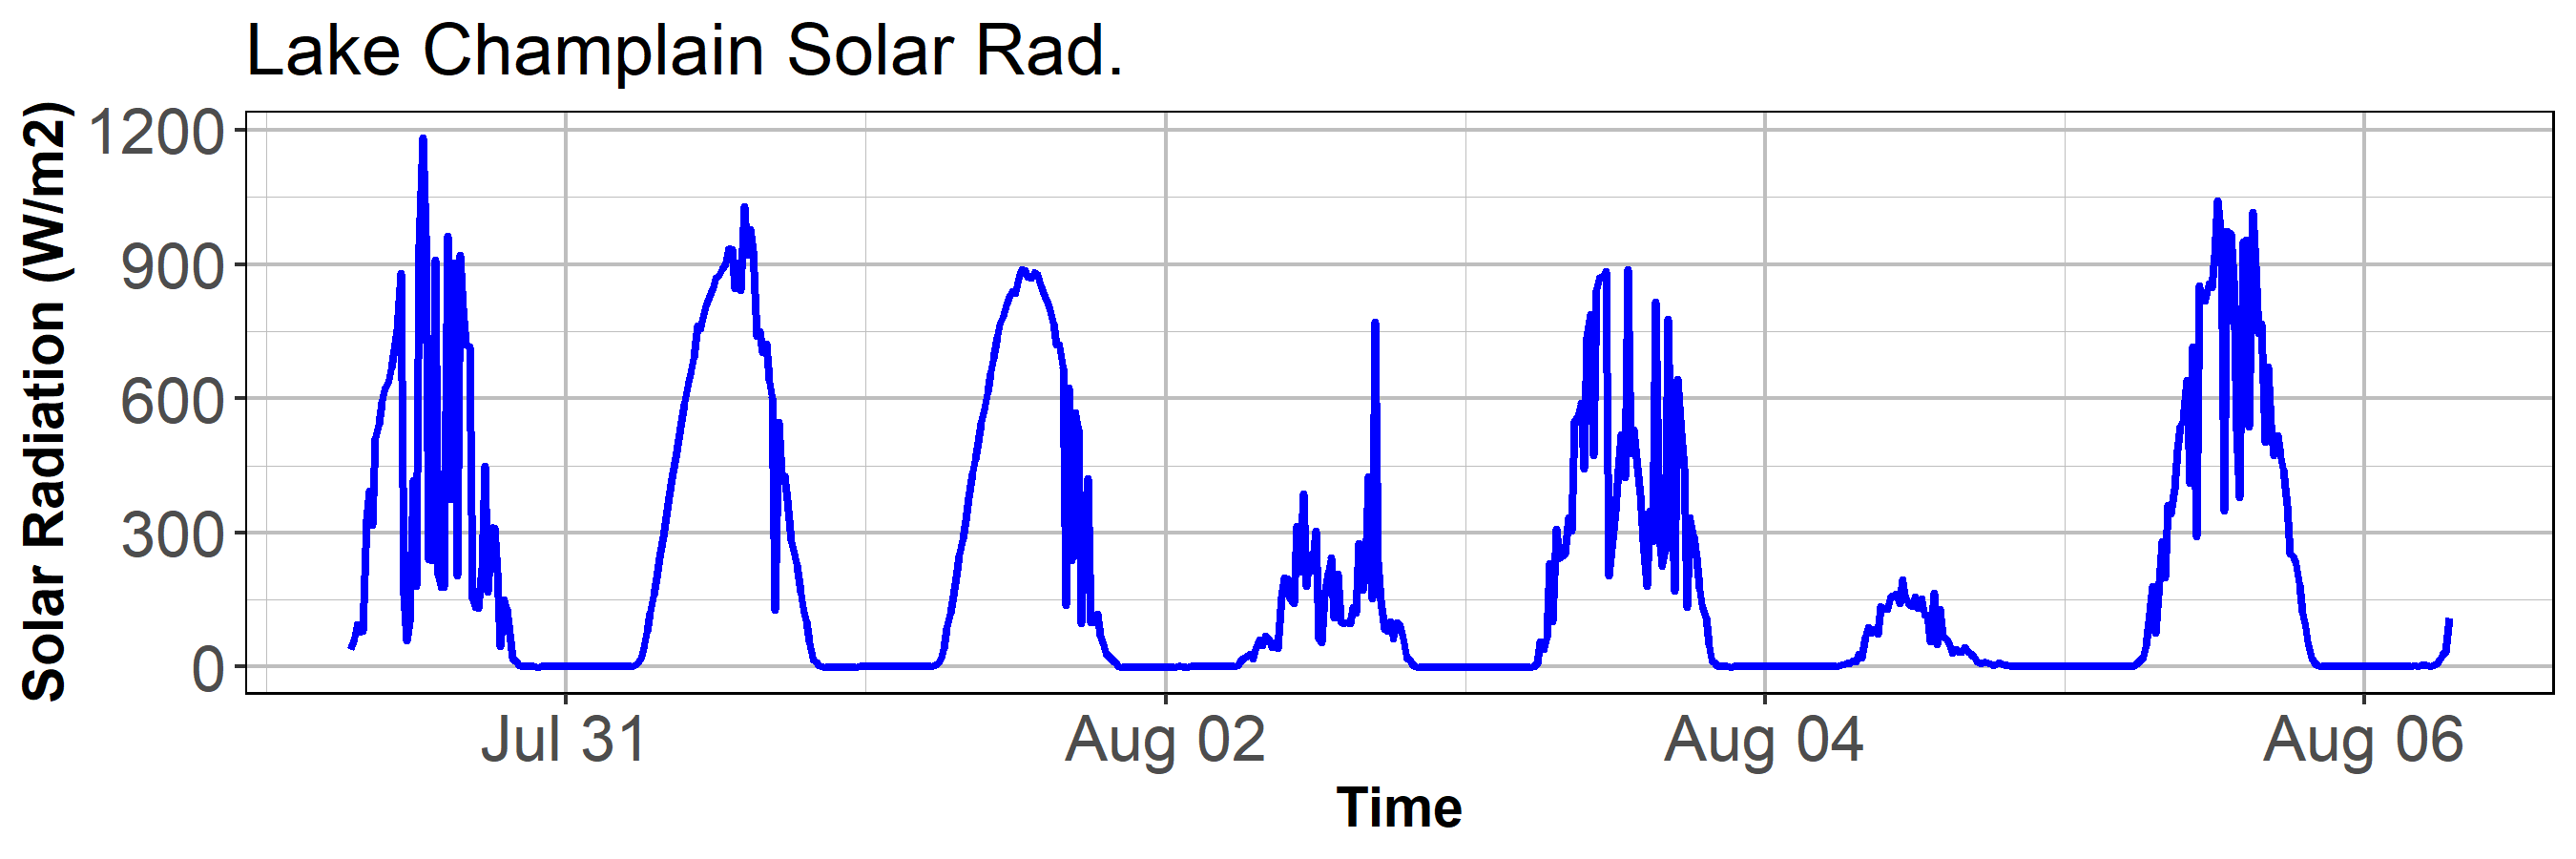 Lake Champlain Solar Rad.
Solar Radiation (W/m2)
1200
900
600
300
0
Jul 31 Aug 02 Aug 04 Aug 06
Time